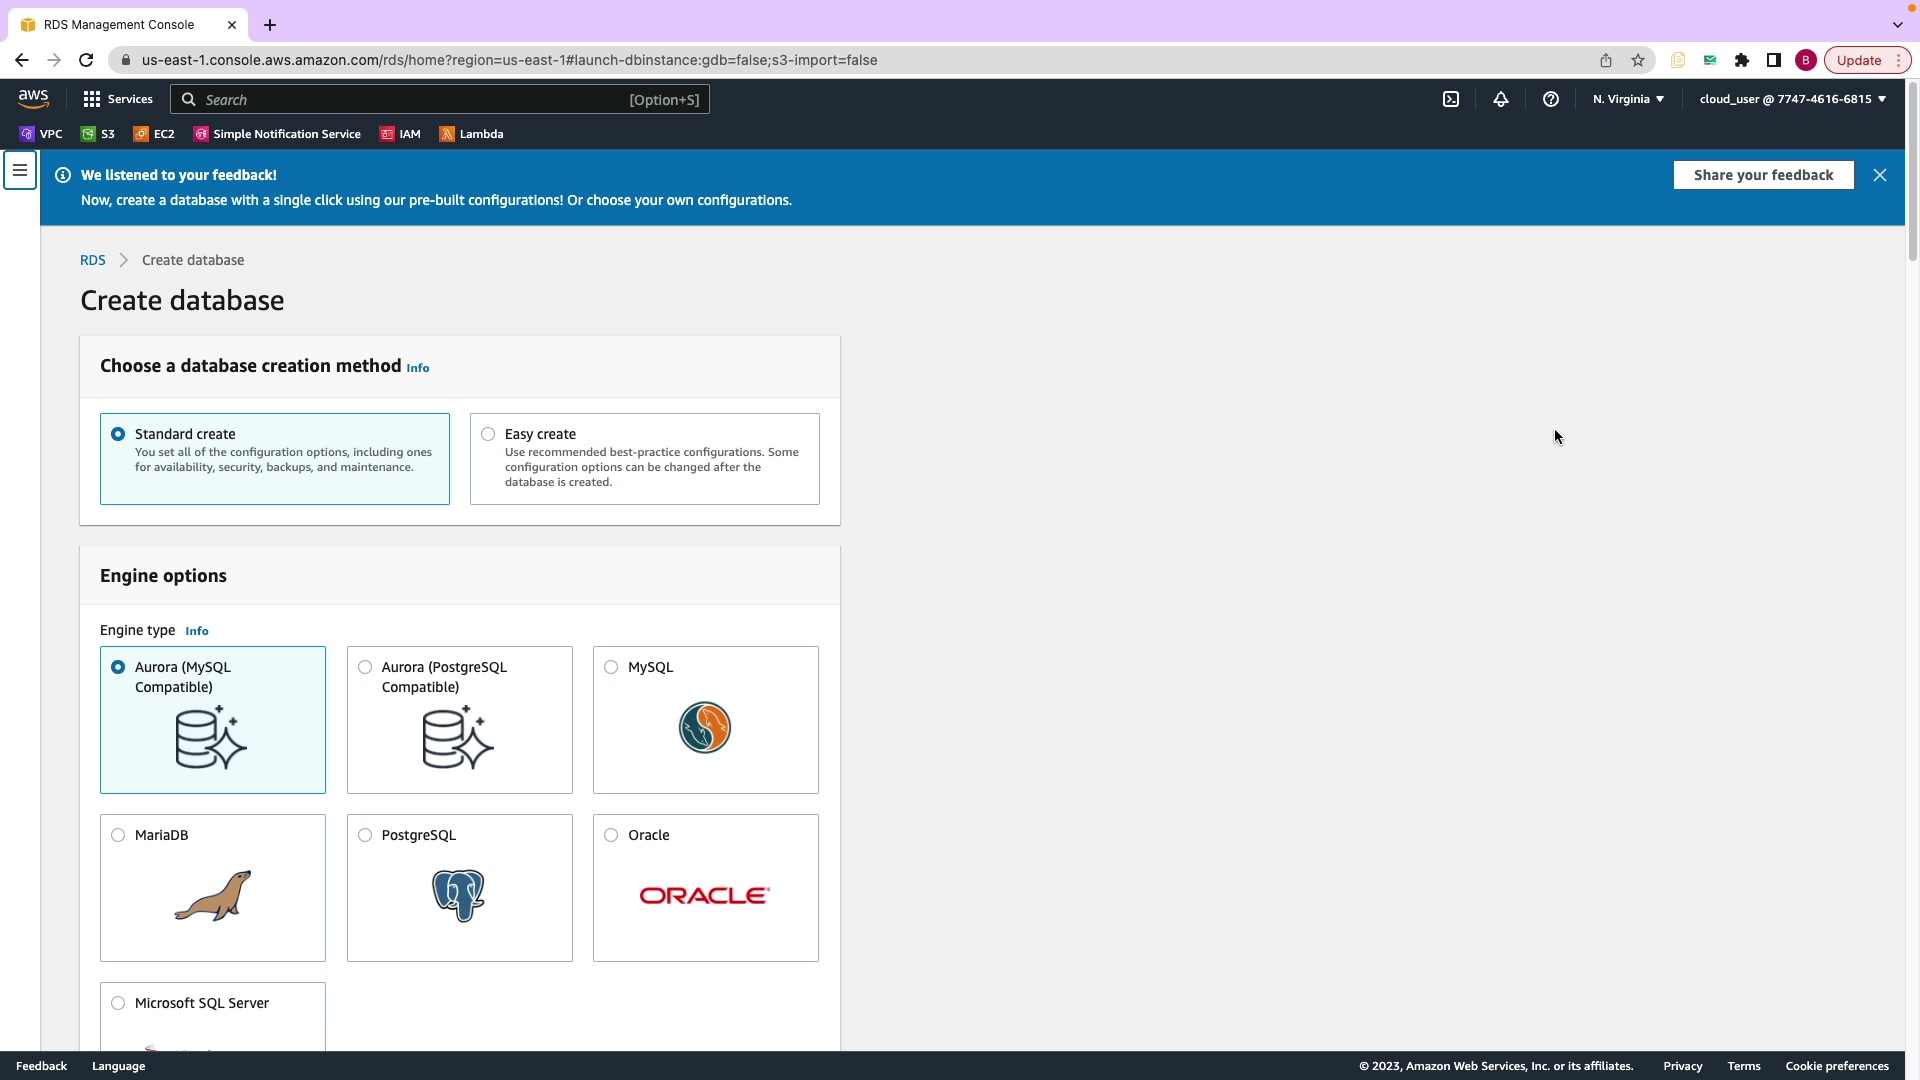 RDS Management Console
us-east-1.console.aws.amazon.com/rds/home?region=us-east-1#launch-dbinstance:gdb=false;s3-import=false
B
Update
aws
Services
Search
[Option+S]
N. Virginia
cloud_user @ 7747-4616-6815
VPC
S3
EC2
Simple Notification Service
IAM
Lambda
We listened to your feedback!
Now, create a database with a single click using our pre-built configurations! Or choose your own configurations.
Share your feedback
RDS
Create database
Create database
Choose a database creation method Info
Standard create
You set all of the configuration options, including ones
for availability, security, backups, and maintenance.
Easy create
Use recommended best-practice configurations. Some
configuration options can be changed after the
database is created.
Engine options
Engine type Info
Aurora (MySQL
Compatible)
Aurora (PostgreSQL
Compatible)
MySQL
MariaDB
PostgreSQL
Oracle
ORACLE
Microsoft SQL Server
Feedback
Language
© 2023, Amazon Web Services, Inc. or its affiliates.
Privacy
Terms
Cookie preferences